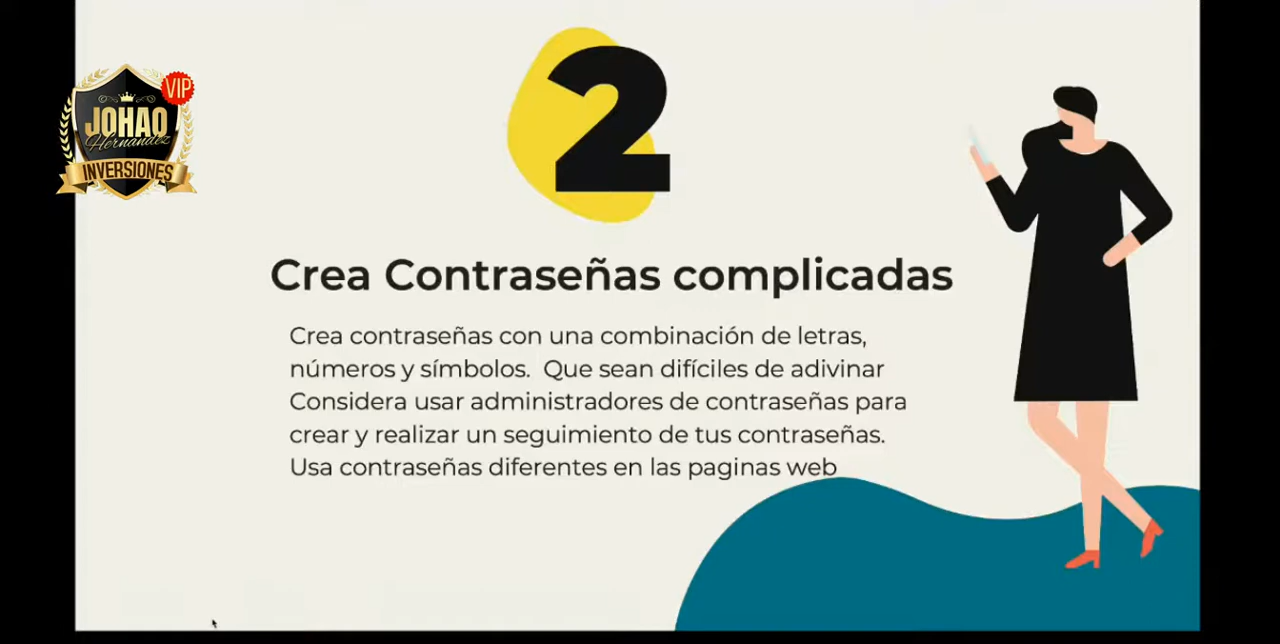 2
VIP
JOHAO
Hernandez
INVERSIONES
Crea Contraseñas complicadas
Crea contraseñas con una combinación de letras,
números y símbolos.  Que sean difíciles de adivinar
Considera usar administradores de contraseñas para
crear y realizar un seguimiento de tus contraseñas.
Usa contraseñas diferentes en las paginas web